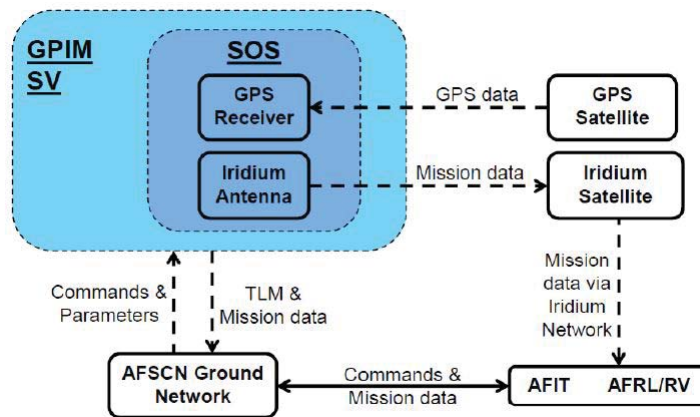 GPIM
SV
SOS
GPS
Receiver
GPS data
GPS
Satellite
Iridium
Antenna
Mission data
Iridium
Satellite
Commands &
Parameters
TLM &
Mission data
Mission
data via
Iridium
Network
AFSCN Ground
Network
Commands &
Mission data
AFIT AFRL/RV